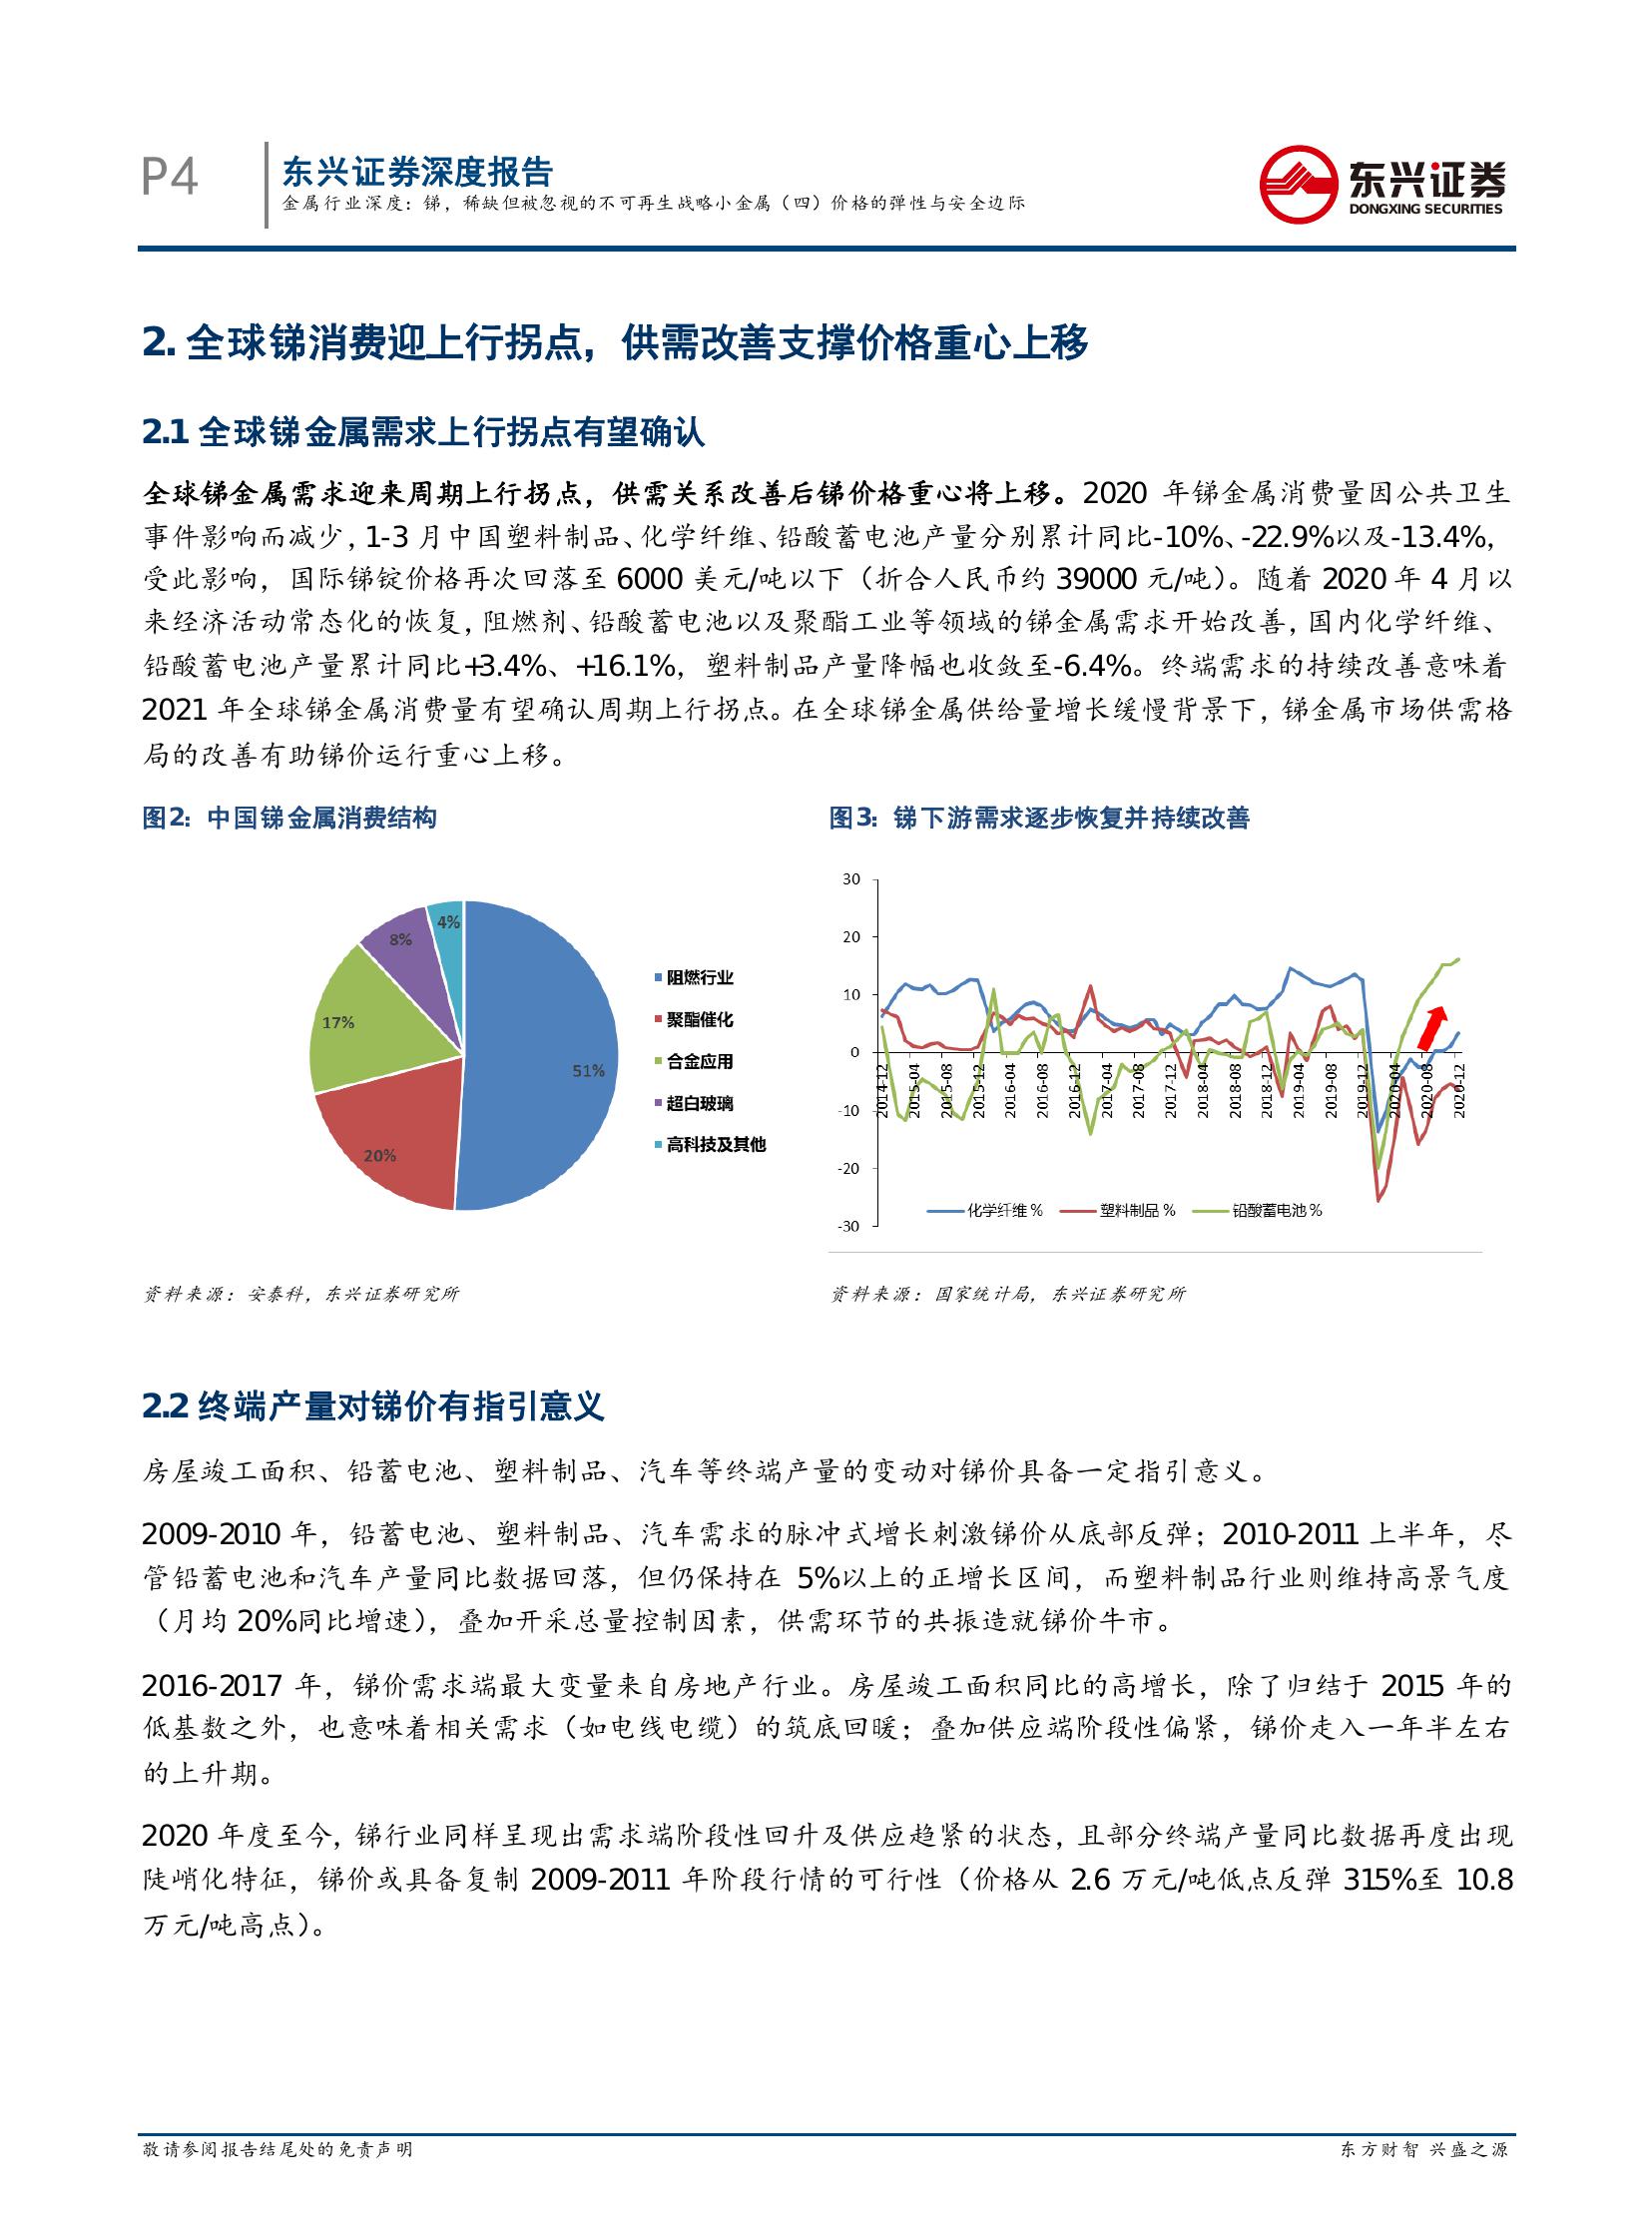 P4
东兴证券深度报告
金属行业深度：锑，稀缺但被忽视的不可再生战略小金属（四）价格的弹性与安全边际
东兴证券
DONGXING SECURITIES
2. 全球锑消费迎上行拐点，供需改善支撑价格重心上移
2.1 全球锑金属需求上行拐点有望确认
全球锑金属需求迎来周期上行拐点，供需关系改善后锑价格重心将上移。2020 年锑金属消费量因公共卫生
事件影响而减少，1-3 月中国塑料制品、化学纤维、铅酸蓄电池产量分别累计同比-10%、-22.9%以及-13.4%，
受此影响，国际锑锭价格再次回落至 6000 美元/吨以下（折合人民币约 39000 元/吨）。随着 2020 年 4 月以
来经济活动常态化的恢复，阻燃剂、铅酸蓄电池以及聚酯工业等领域的锑金属需求开始改善，国内化学纤维、
铅酸蓄电池产量累计同比+3.4%、+16.1%，塑料制品产量降幅也收敛至-6.4%。终端需求的持续改善意味着
2021 年全球锑金属消费量有望确认周期上行拐点。在全球锑金属供给量增长缓慢背景下，锑金属市场供需格
局的改善有助锑价运行重心上移。
图2：中国锑金属消费结构
4%
8%
17%
20%
51%
阻燃行业
聚酯催化
合金应用
超白玻璃
高科技及其他
资料来源：安泰科，东兴证券研究所
图3：锑下游需求逐步恢复并持续改善
30
20
10
0
-10
-20
-30
2014-12
2015-04
2015-08
2015-12
2016-04
2016-08
2016-12
2017-04
2017-08
2017-12
2018-04
2018-08
2018-12
2019-04
2019-08
2019-12
2020-04
2020-08
2020-12
化学纤维 %
塑料制品 %
铅酸蓄电池 %
资料来源：国家统计局，东兴证券研究所
2.2 终端产量对锑价有指引意义
房屋竣工面积、铅蓄电池、塑料制品、汽车等终端产量的变动对锑价具备一定指引意义。
2009-2010 年，铅蓄电池、塑料制品、汽车需求的脉冲式增长刺激锑价从底部反弹；2010-2011 上半年，尽
管铅蓄电池和汽车产量同比数据回落，但仍保持在 5%以上的正增长区间，而塑料制品行业则维持高景气度
（月均 20%同比增速），叠加开采总量控制因素，供需环节的共振造就锑价牛市。
2016-2017 年，锑价需求端最大变量来自房地产行业。房屋竣工面积同比的高增长，除了归结于 2015 年的
低基数之外，也意味着相关需求（如电线电缆）的筑底回暖；叠加供应端阶段性偏紧，锑价走入一年半左右
的上升期。
2020 年度至今，锑行业同样呈现出需求端阶段性回升及供应趋紧的状态，且部分终端产量同比数据再度出现
陡峭化特征，锑价或具备复制 2009-2011 年阶段行情的可行性（价格从 2.6 万元/吨低点反弹 315%至 10.8
万元/吨高点）。
敬请参阅报告结尾处的免责声明
东方财智 兴盛之源